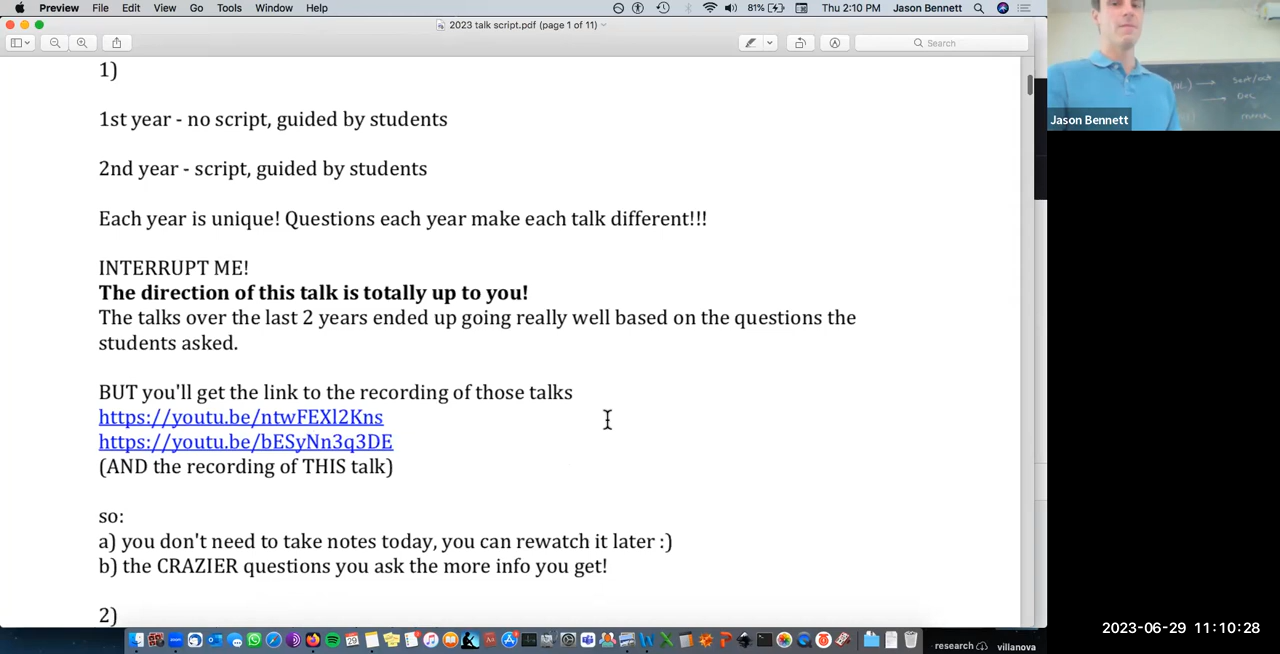 Preview File Edit View Go Tools Window Help 81% Thu 2:10 PM Jason Bennett
2023 talk script.pdf (page 1 of 11)
Search
1)
1st year - no script, guided by students
2nd year - script, guided by students
Each year is unique! Questions each year make each talk different!!!
INTERRUPT ME!
The direction of this talk is totally up to you!
The talks over the last 2 years ended up going really well based on the questions the
students asked.
BUT you'll get the link to the recording of those talks
https://youtu.be/ntwFEXl2Kns
https://youtu.be/bESyNn3q3DE
(AND the recording of THIS talk)
so:
a) you don't need to take notes today, you can rewatch it later :)
b) the CRAZIER questions you ask the more info you get!
2)
Jason Bennett
2023-06-29 11:10:28
research villanova